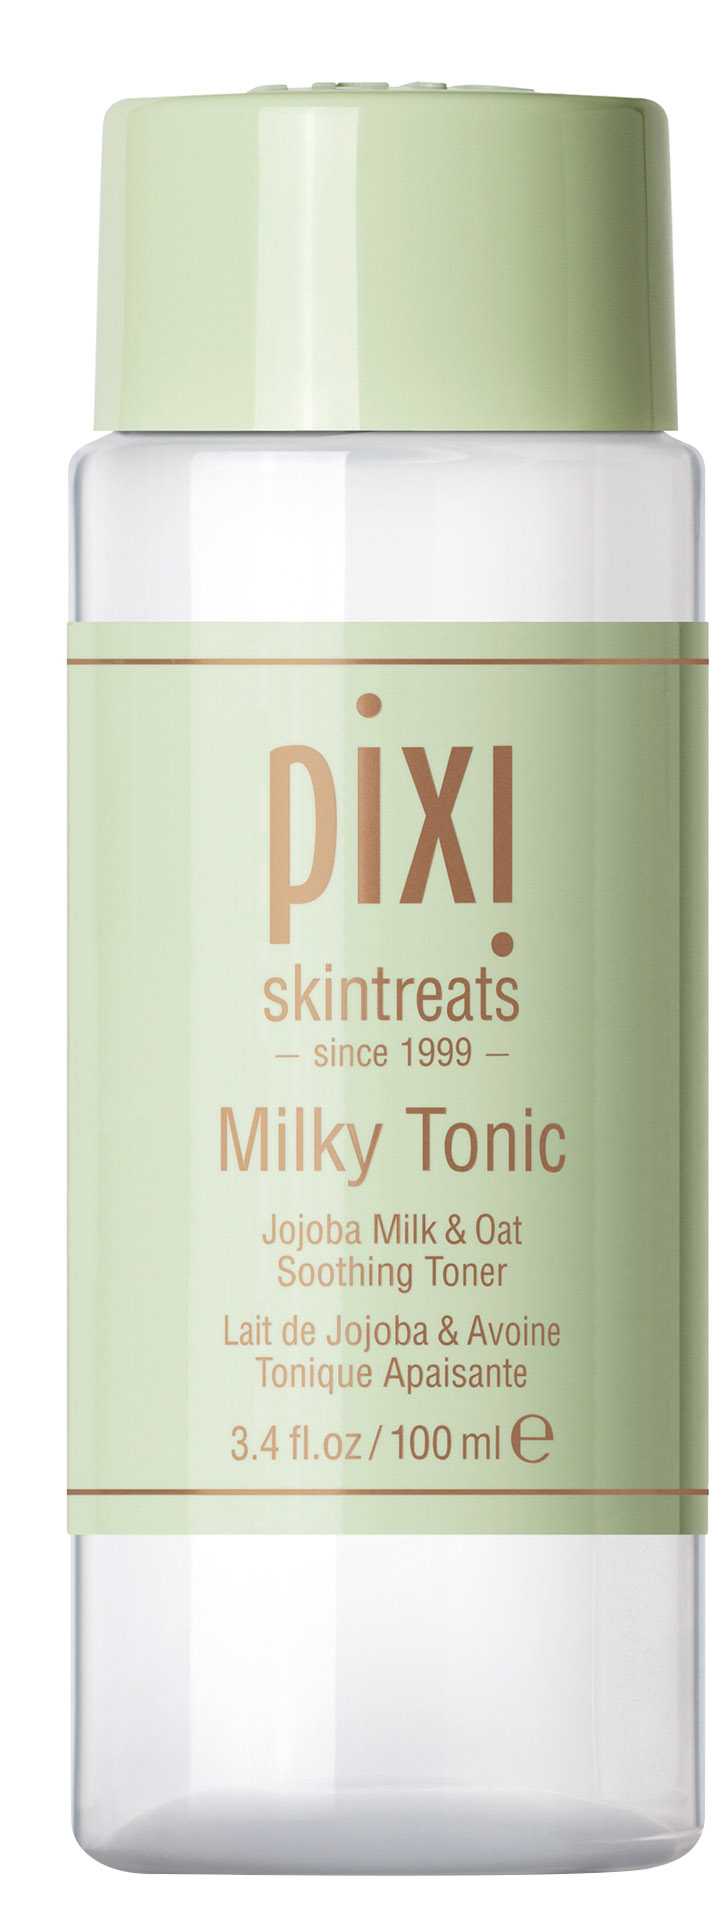 pixi
skintreats
– since 1999 –
Milky Tonic
Jojoba Milk & Oat
Soothing Toner
Lait de Jojoba & Avoine
Tonique Apaisante
3.4 fl.oz / 100 ml ℮